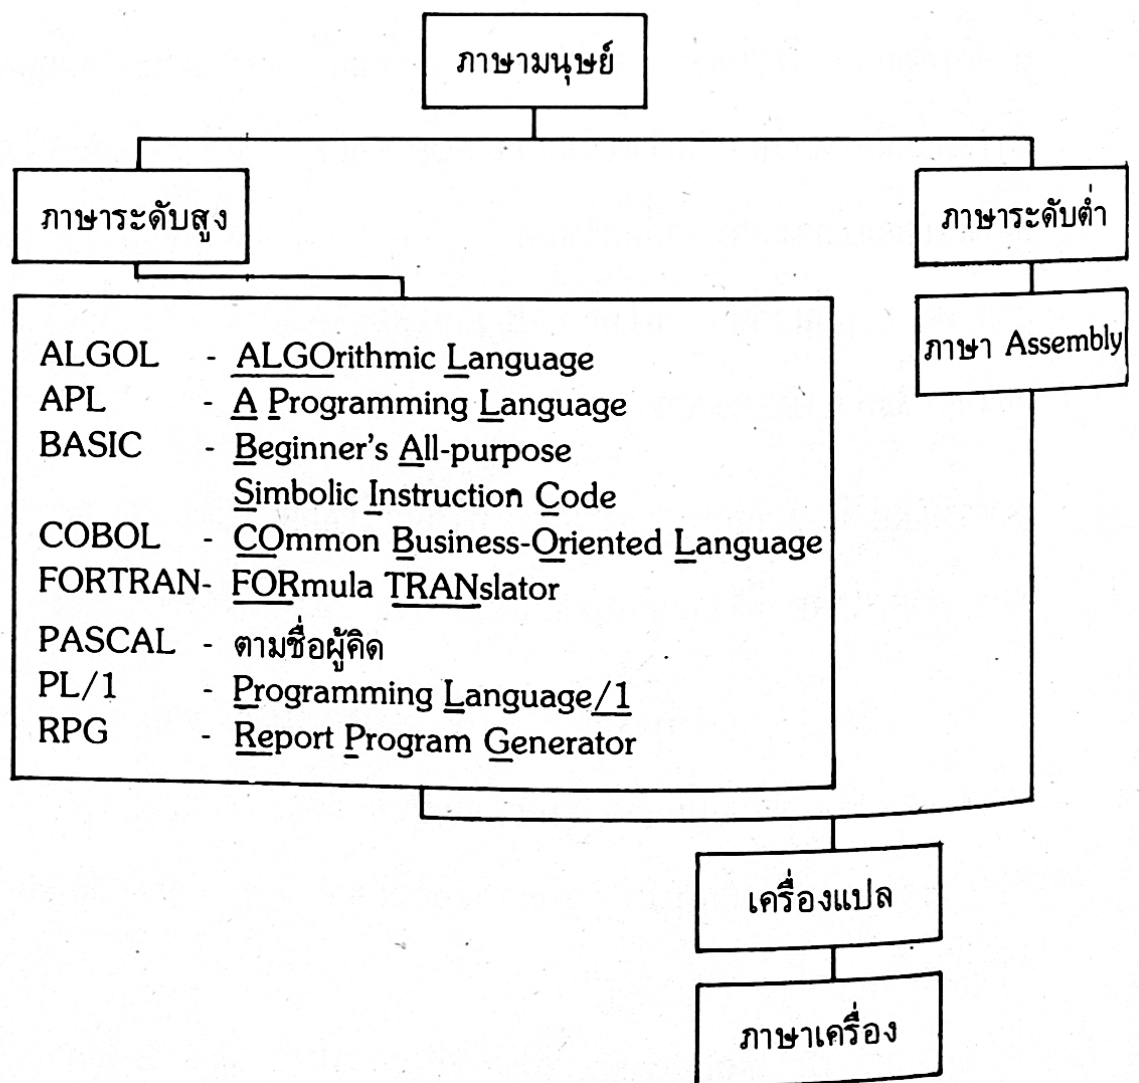 ภาษามนุษย์
ภาษาระดับสูง
ภาษาระดับต่ำ
ภาษา Assembly
ALGOL - ALGOrithmic Language
APL - A Programming Language
BASIC - Beginner's All-purpose
Simbolic Instruction Code
COBOL - COmmon Business-Oriented Language
FORTRAN- FORmula TRANslator
PASCAL - ตามชื่อผู้คิด
PL/1 - Programming Language/1
RPG - Report Program Generator
เครื่องแปล
ภาษาเครื่อง